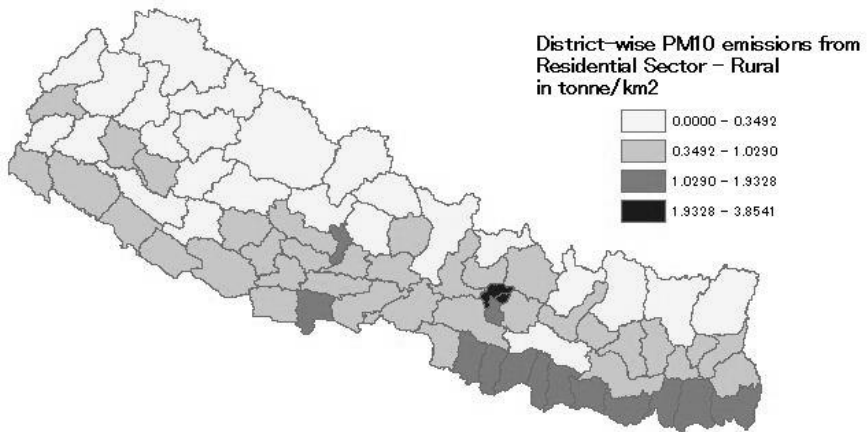 District-wise PM10 emissions from
Residential Sector - Rural
in tonne/km2
0.0000 - 0.3492
0.3492 - 1.0290
1.0290 - 1.9328
1.9328 - 3.8541